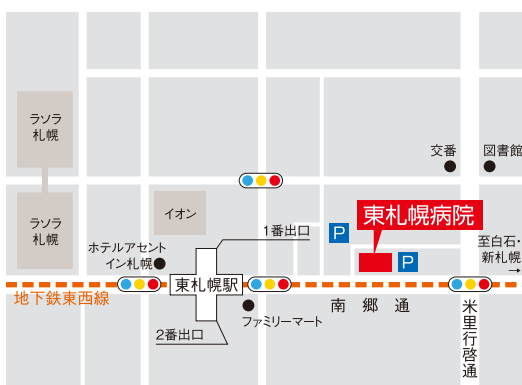 ラソラ
札幌
交番
図書館
ラソラ
札幌
イオン
P
東札幌病院
1番出口
至白石・
新札幌
ホテルアセント
イン札幌
P
東札幌駅
地下鉄東西線
南郷通
ファミリーマート
2番出口
米里行啓通